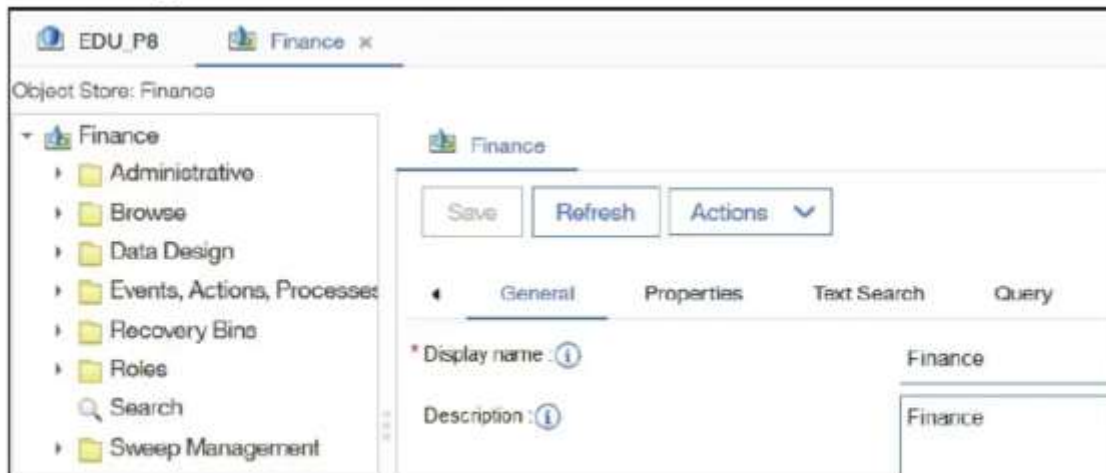 EDU_P8
Finance ×
Object Store: Finance
Finance
Administrative
Browse
Data Design
Events, Actions, Processes
Recovery Bins
Roles
Search
Sweep Management
Finance
Save
Refresh
Actions
General
Properties
Text Search
Query
* Display name :
Finance
Description :
Finance